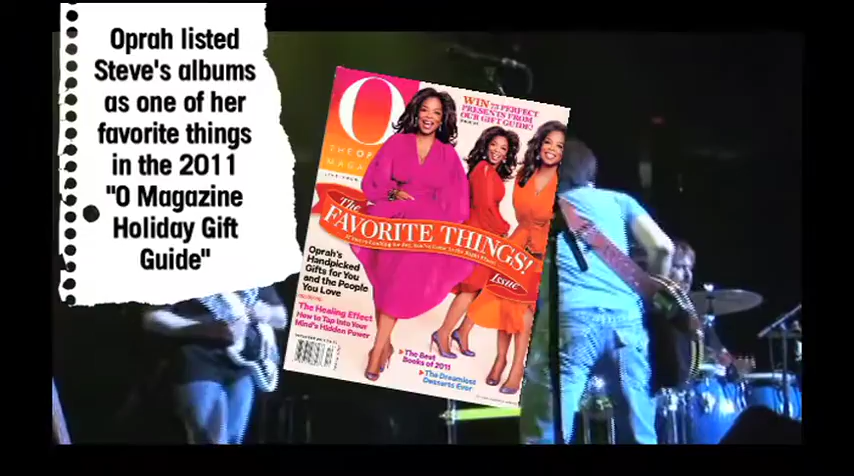 Oprah listed
Steve's albums
as one of her
favorite things
in the 2011
"O Magazine
Holiday Gift
Guide"
O
WIN 75 PERFECT
PRESENTS FROM
OUR GIFT GUIDE!
The
FAVORITE THINGS!
Issue
Oprah's
Handpicked
Gifts for You
and the People
You Love
The Healing Effect
How to Tap Into Your
Mind's Hidden Power
The Best
Books of 2011
The Dreamiest
Desserts Ever